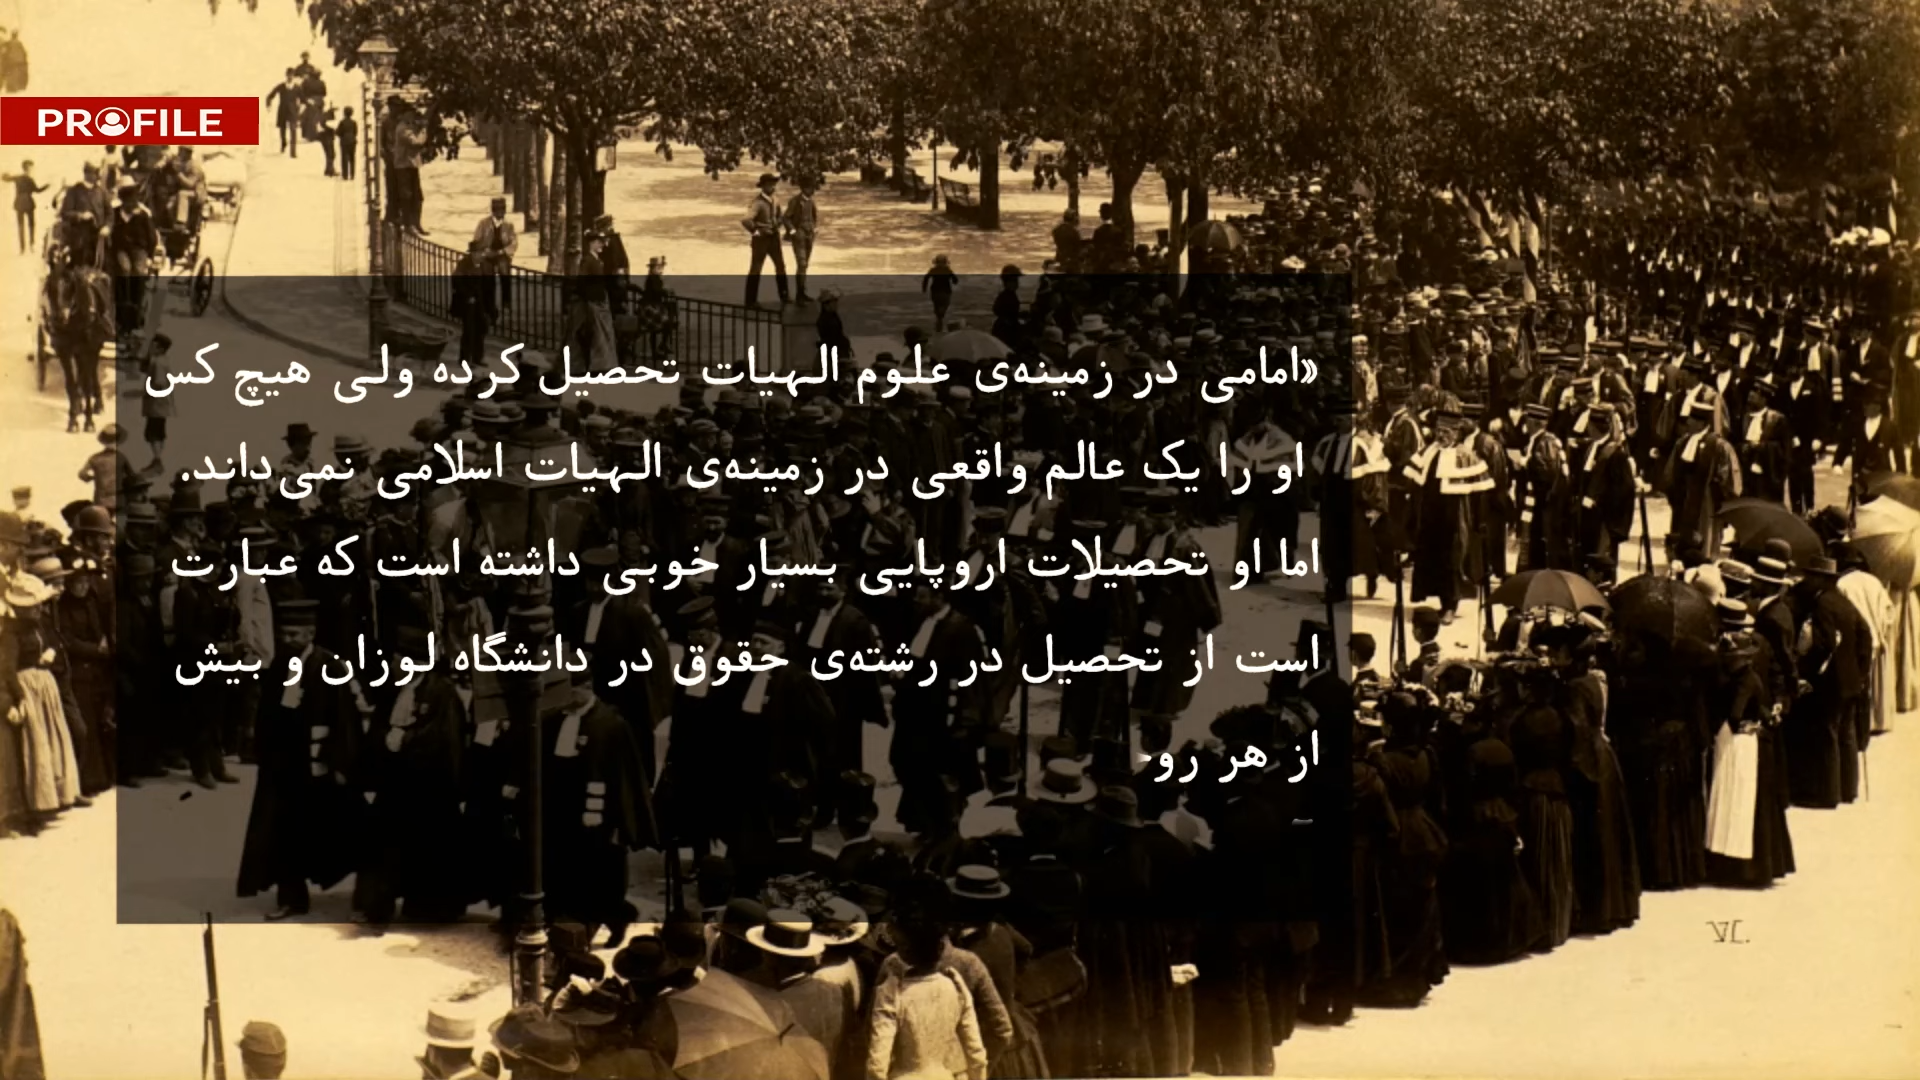 PROFILE
«امامی در زمینه‌ی علوم الهیات تحصیل کرده ولی هیچ کس
او را یک عالم واقعی در زمینه‌ی الهیات اسلامی نمی‌داند.
اما او تحصیلات اروپایی بسیار خوبی داشته است که عبارت
است از تحصیل در رشته‌ی حقوق در دانشگاه لوزان و بیش
از هر رو
VL.